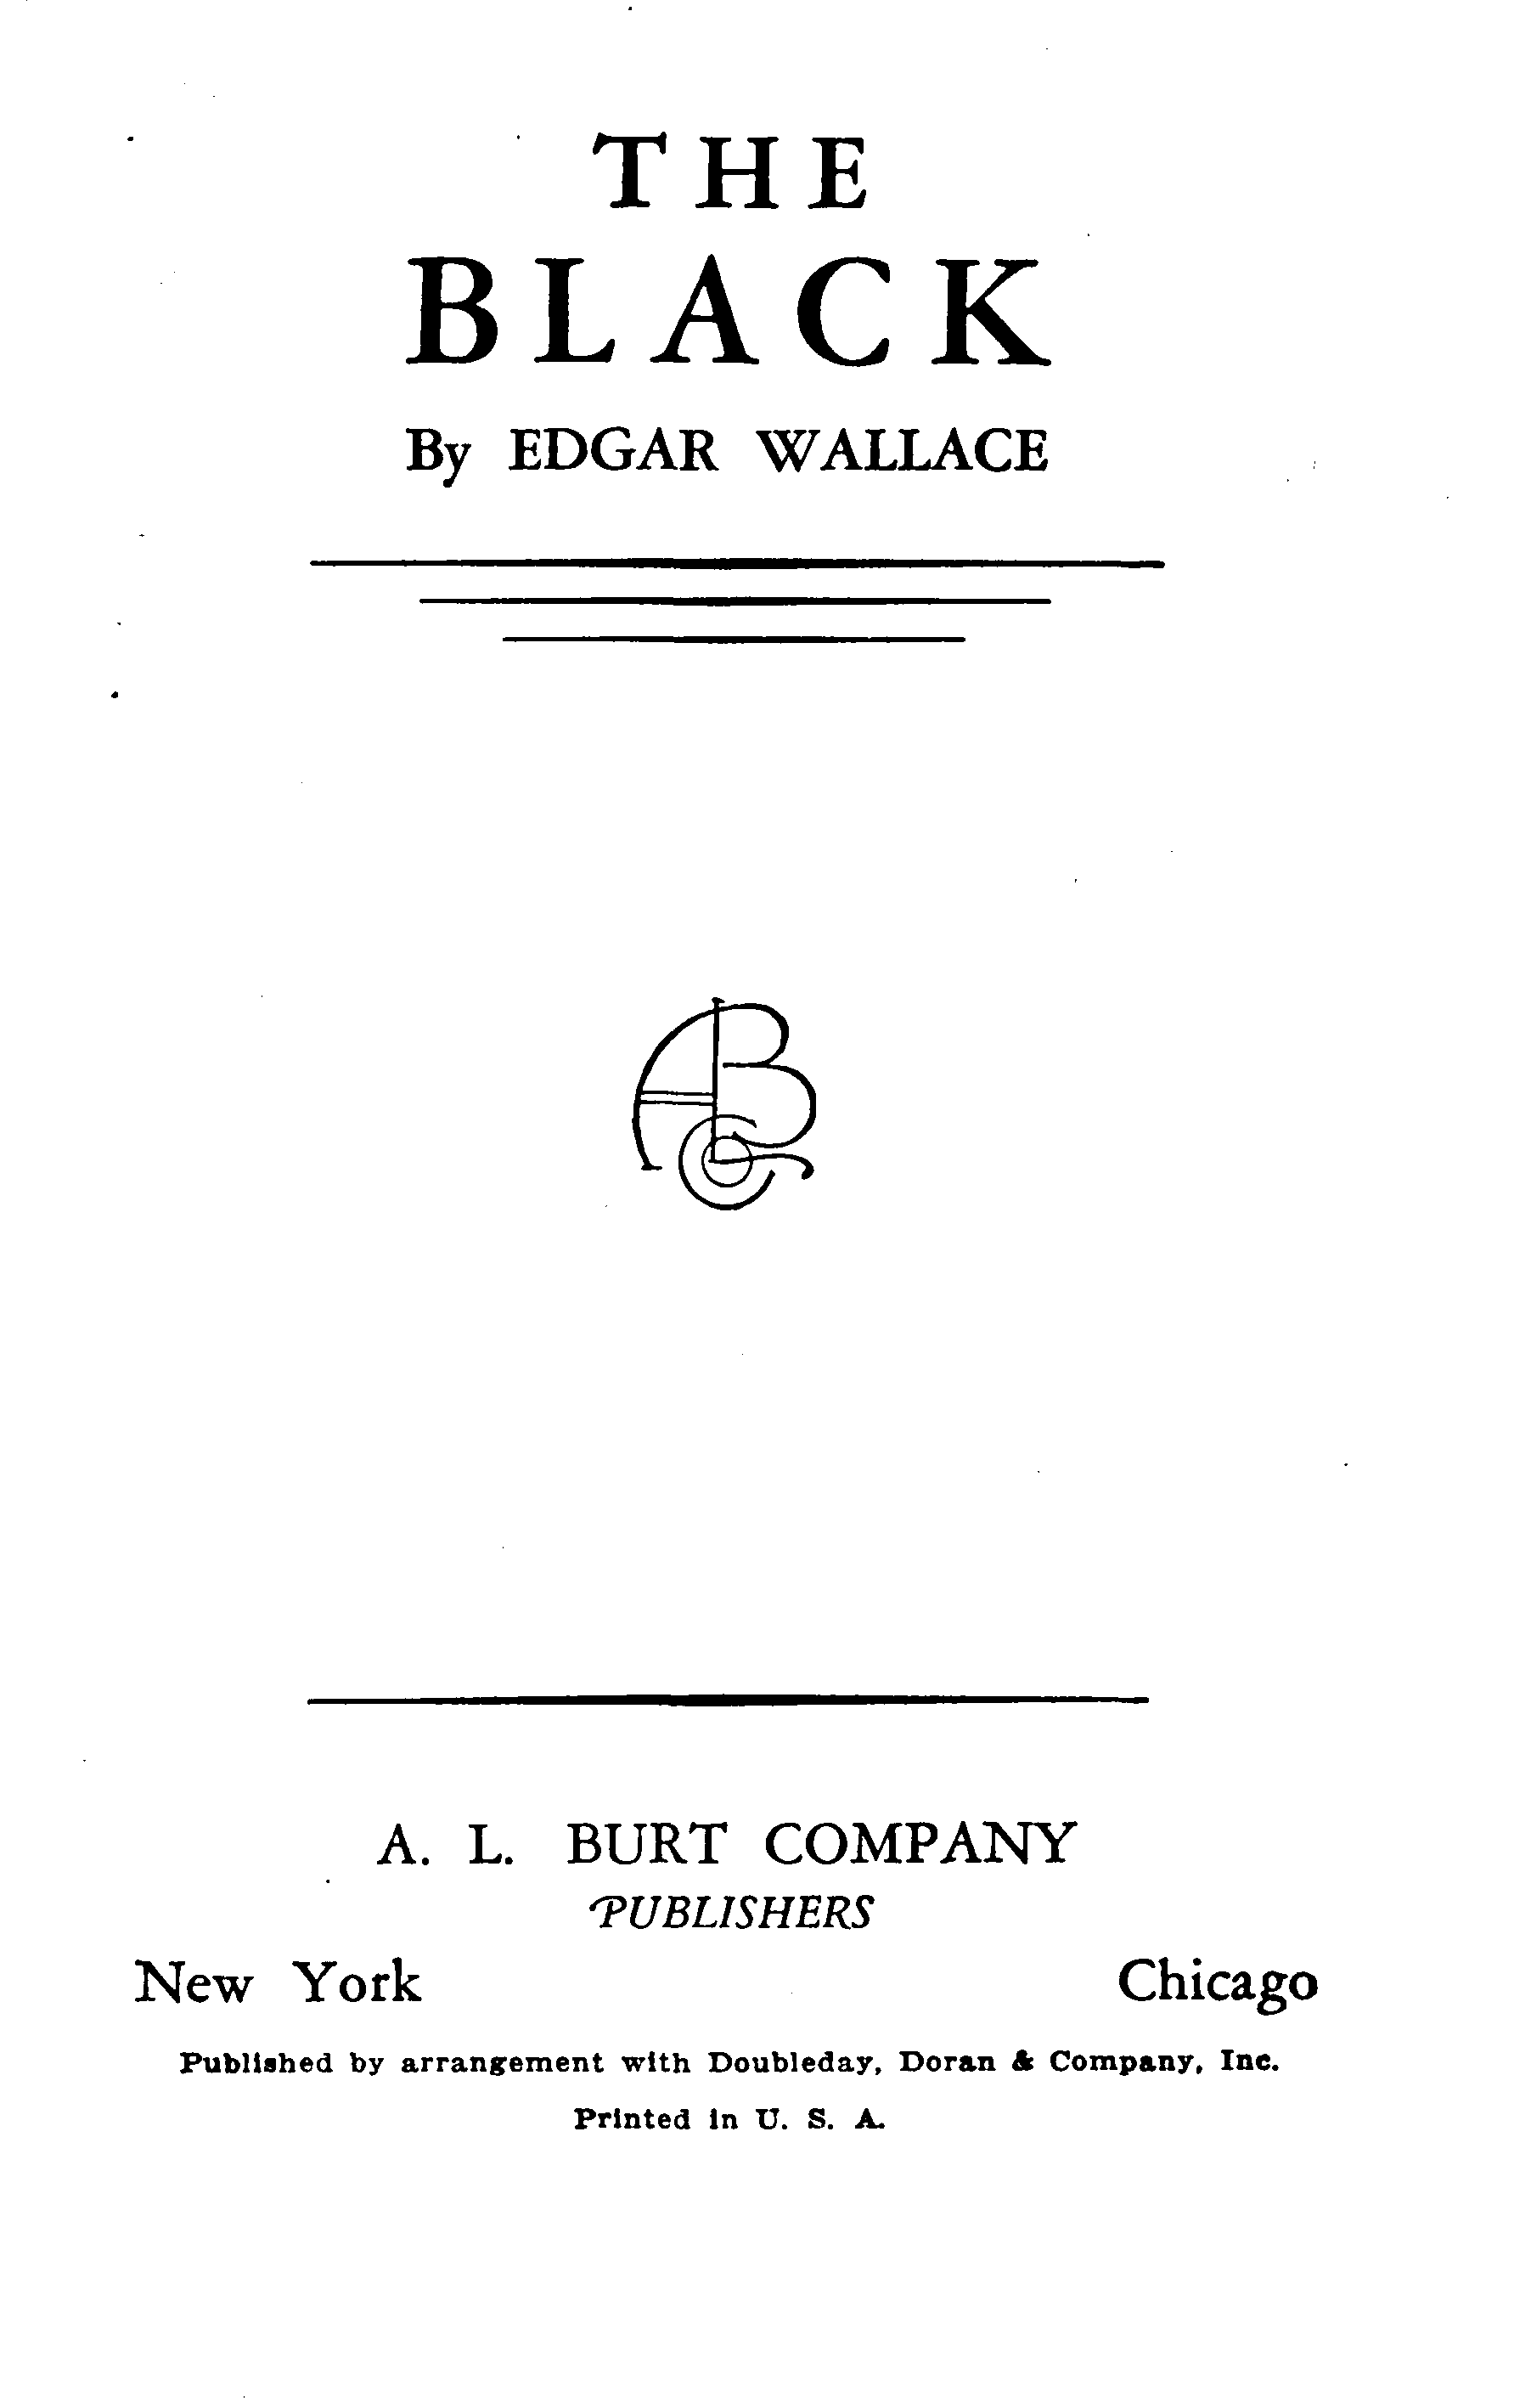 THE
BLACK
By EDGAR WALLACE
A. L. BURT COMPANY
PUBLISHERS
New York Chicago
Published by arrangement with Doubleday, Doran & Company, Inc.
Printed in U. S. A.